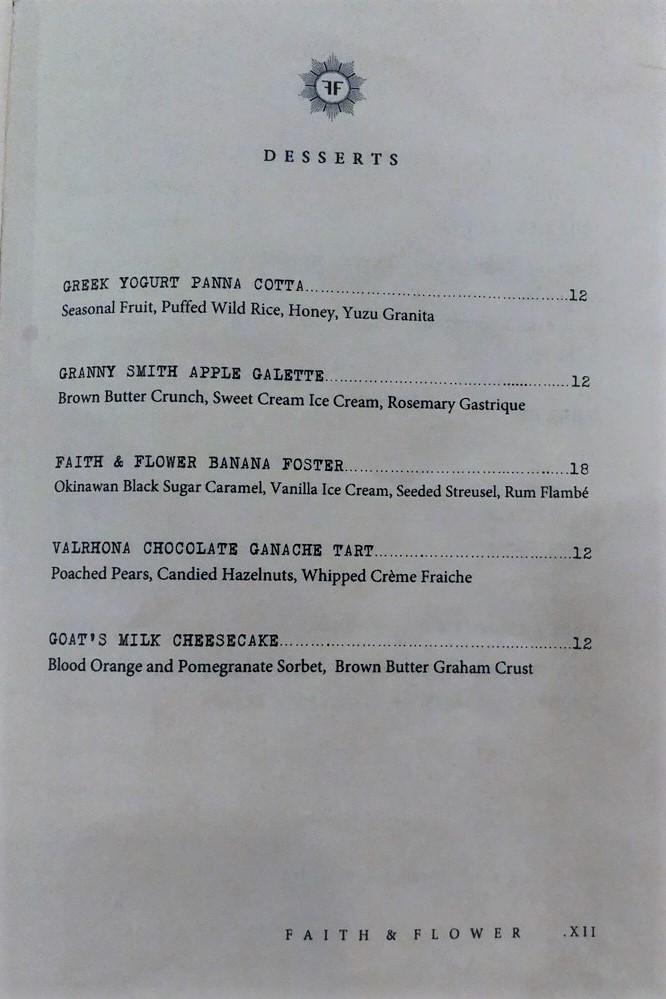 FF
DESSERTS
GREEK YOGURT PANNA COTTA..........12
Seasonal Fruit, Puffed Wild Rice, Honey, Yuzu Granita
GRANNY SMITH APPLE GALETTE..........12
Brown Butter Crunch, Sweet Cream Ice Cream, Rosemary Gastrique
FAITH & FLOWER BANANA FOSTER..........18
Okinawan Black Sugar Caramel, Vanilla Ice Cream, Seeded Streusel, Rum Flambé
VALRHONA CHOCOLATE GANACHE TART..........12
Poached Pears, Candied Hazelnuts, Whipped Crème Fraiche
GOAT'S MILK CHEESECAKE..........12
Blood Orange and Pomegranate Sorbet, Brown Butter Graham Crust
FAITH & FLOWER .XII